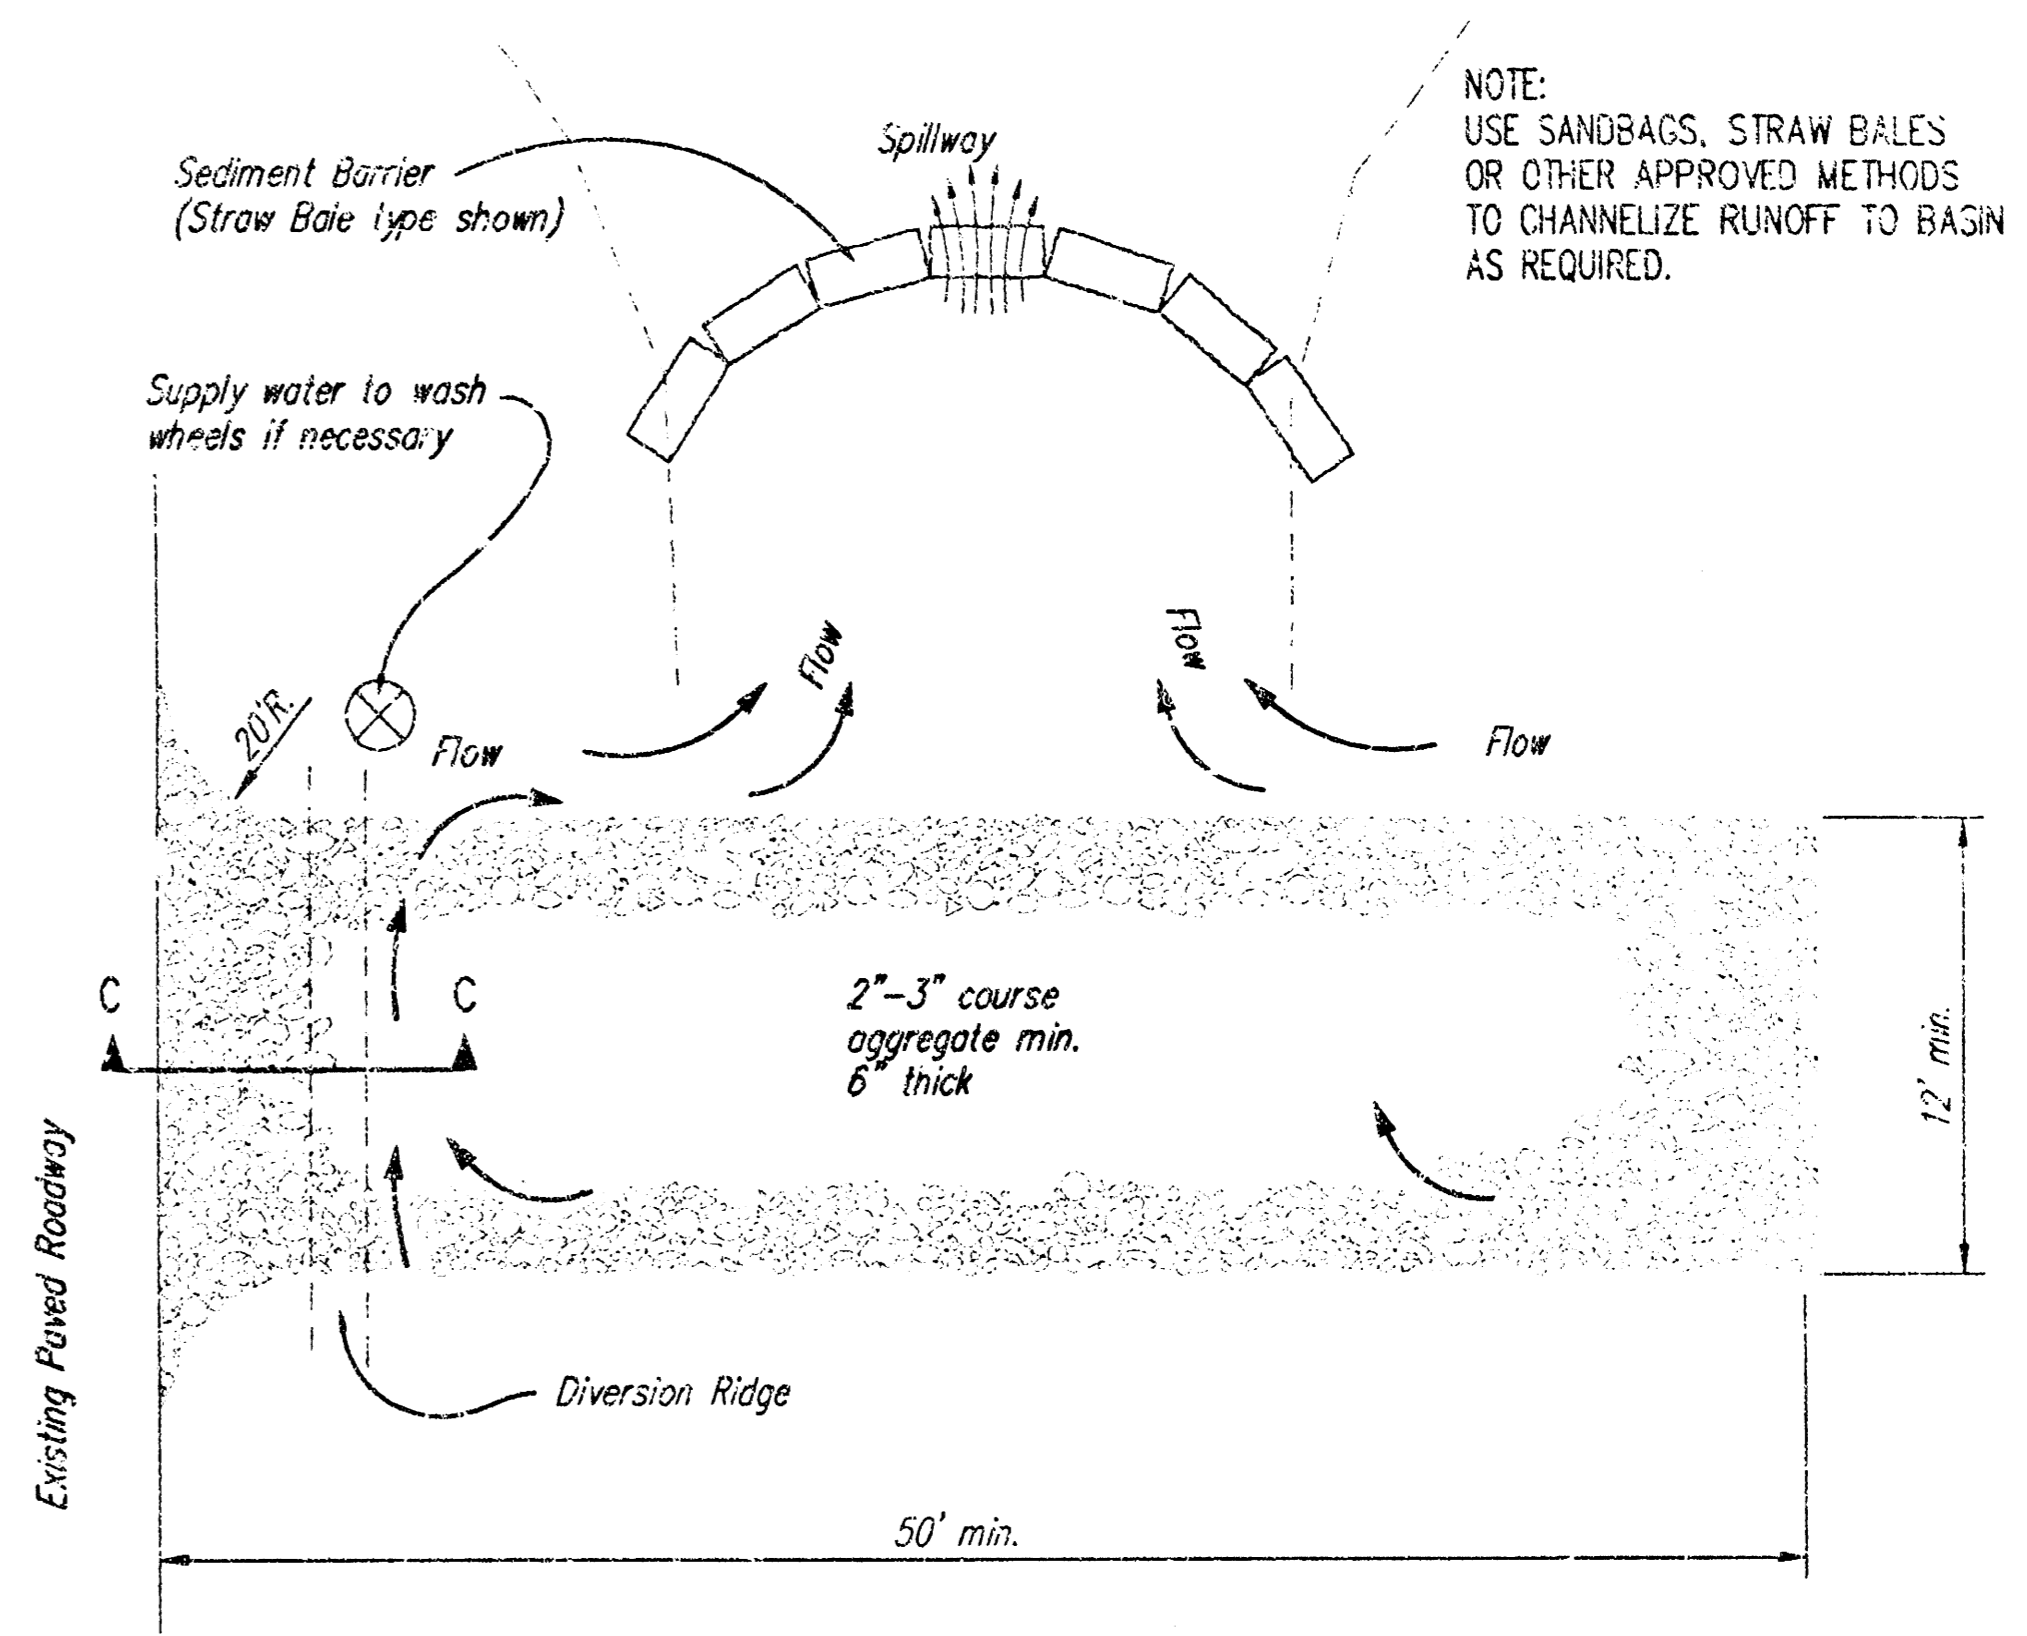 NOTE:
USE SANDBAGS, STRAW BALES
OR OTHER APPROVED METHODS
TO CHANNELIZE RUNOFF TO BASIN
AS REQUIRED.
Spillway
Sediment Barrier
(Straw Bale type shown)
Supply water to wash
wheels if necessary
20'R.
Flow
Flow
Flow
Flow
C
C
2"-3" course
aggregate min.
6" thick
12' min.
Existing Paved Roadway
Diversion Ridge
50' min.